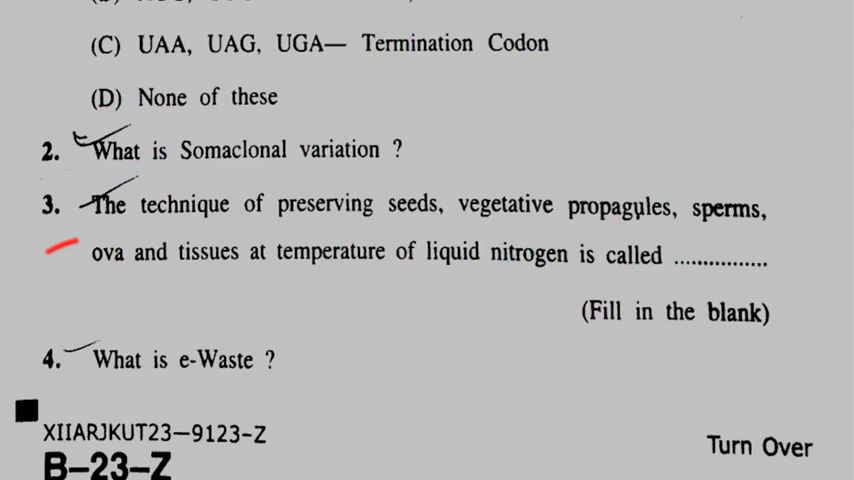 (C) UAA, UAG, UGA— Termination Codon
(D) None of these
2. What is Somaclonal variation ?
3. The technique of preserving seeds, vegetative propagules, sperms,
ova and tissues at temperature of liquid nitrogen is called ................
(Fill in the blank)
4. What is e-Waste ?
XIIARJKUT23–9123–Z
Turn Over
B–23–Z